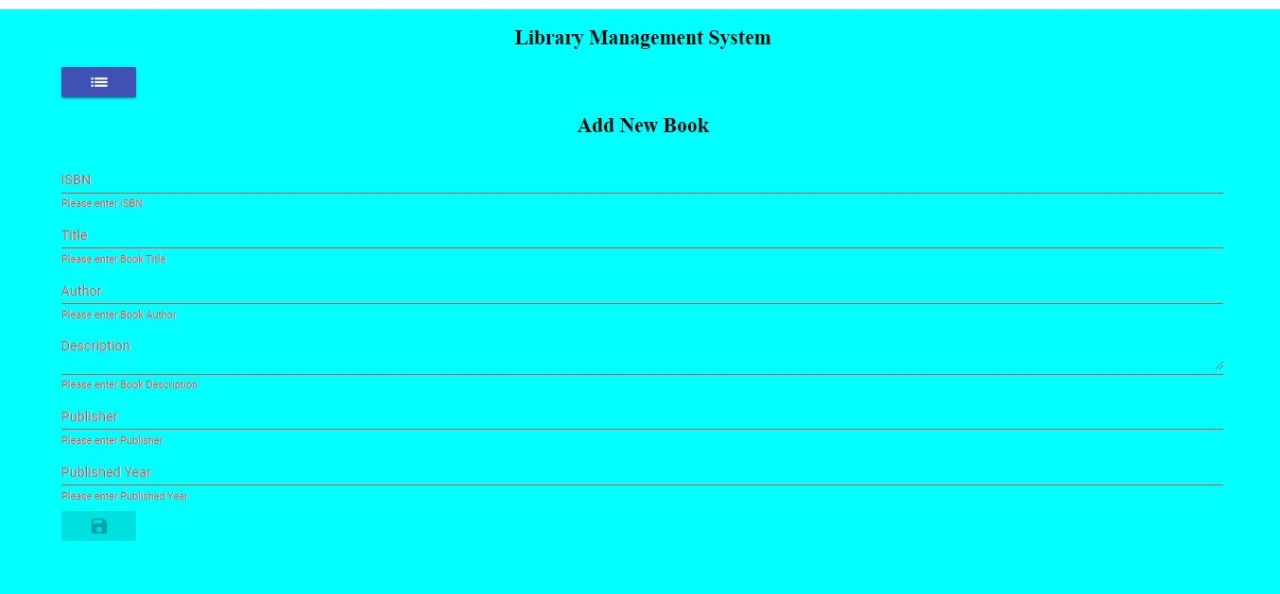 Library Management System
Add New Book
ISBN
Please enter ISBN
Title
Please enter Book Title
Author
Please enter Book Author
Description
Please enter Book Description
Publisher
Please enter Publisher
Published Year
Please enter Published Year